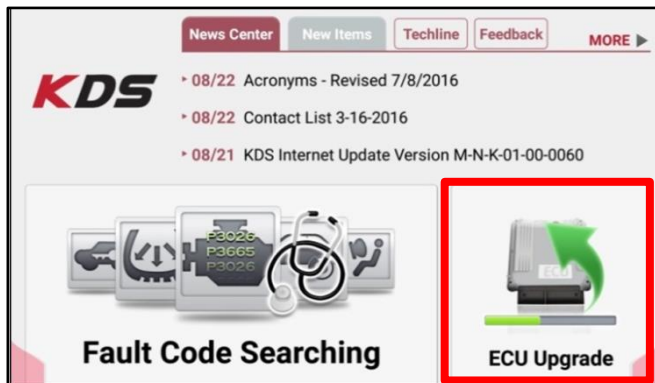 News Center New Items Techline Feedback MORE
KDS
08/22 Acronyms - Revised 7/8/2016
08/22 Contact List 3-16-2016
08/21 KDS Internet Update Version M-N-K-01-00-0060
P3026
P3665
P3026
ECU
Fault Code Searching
ECU Upgrade